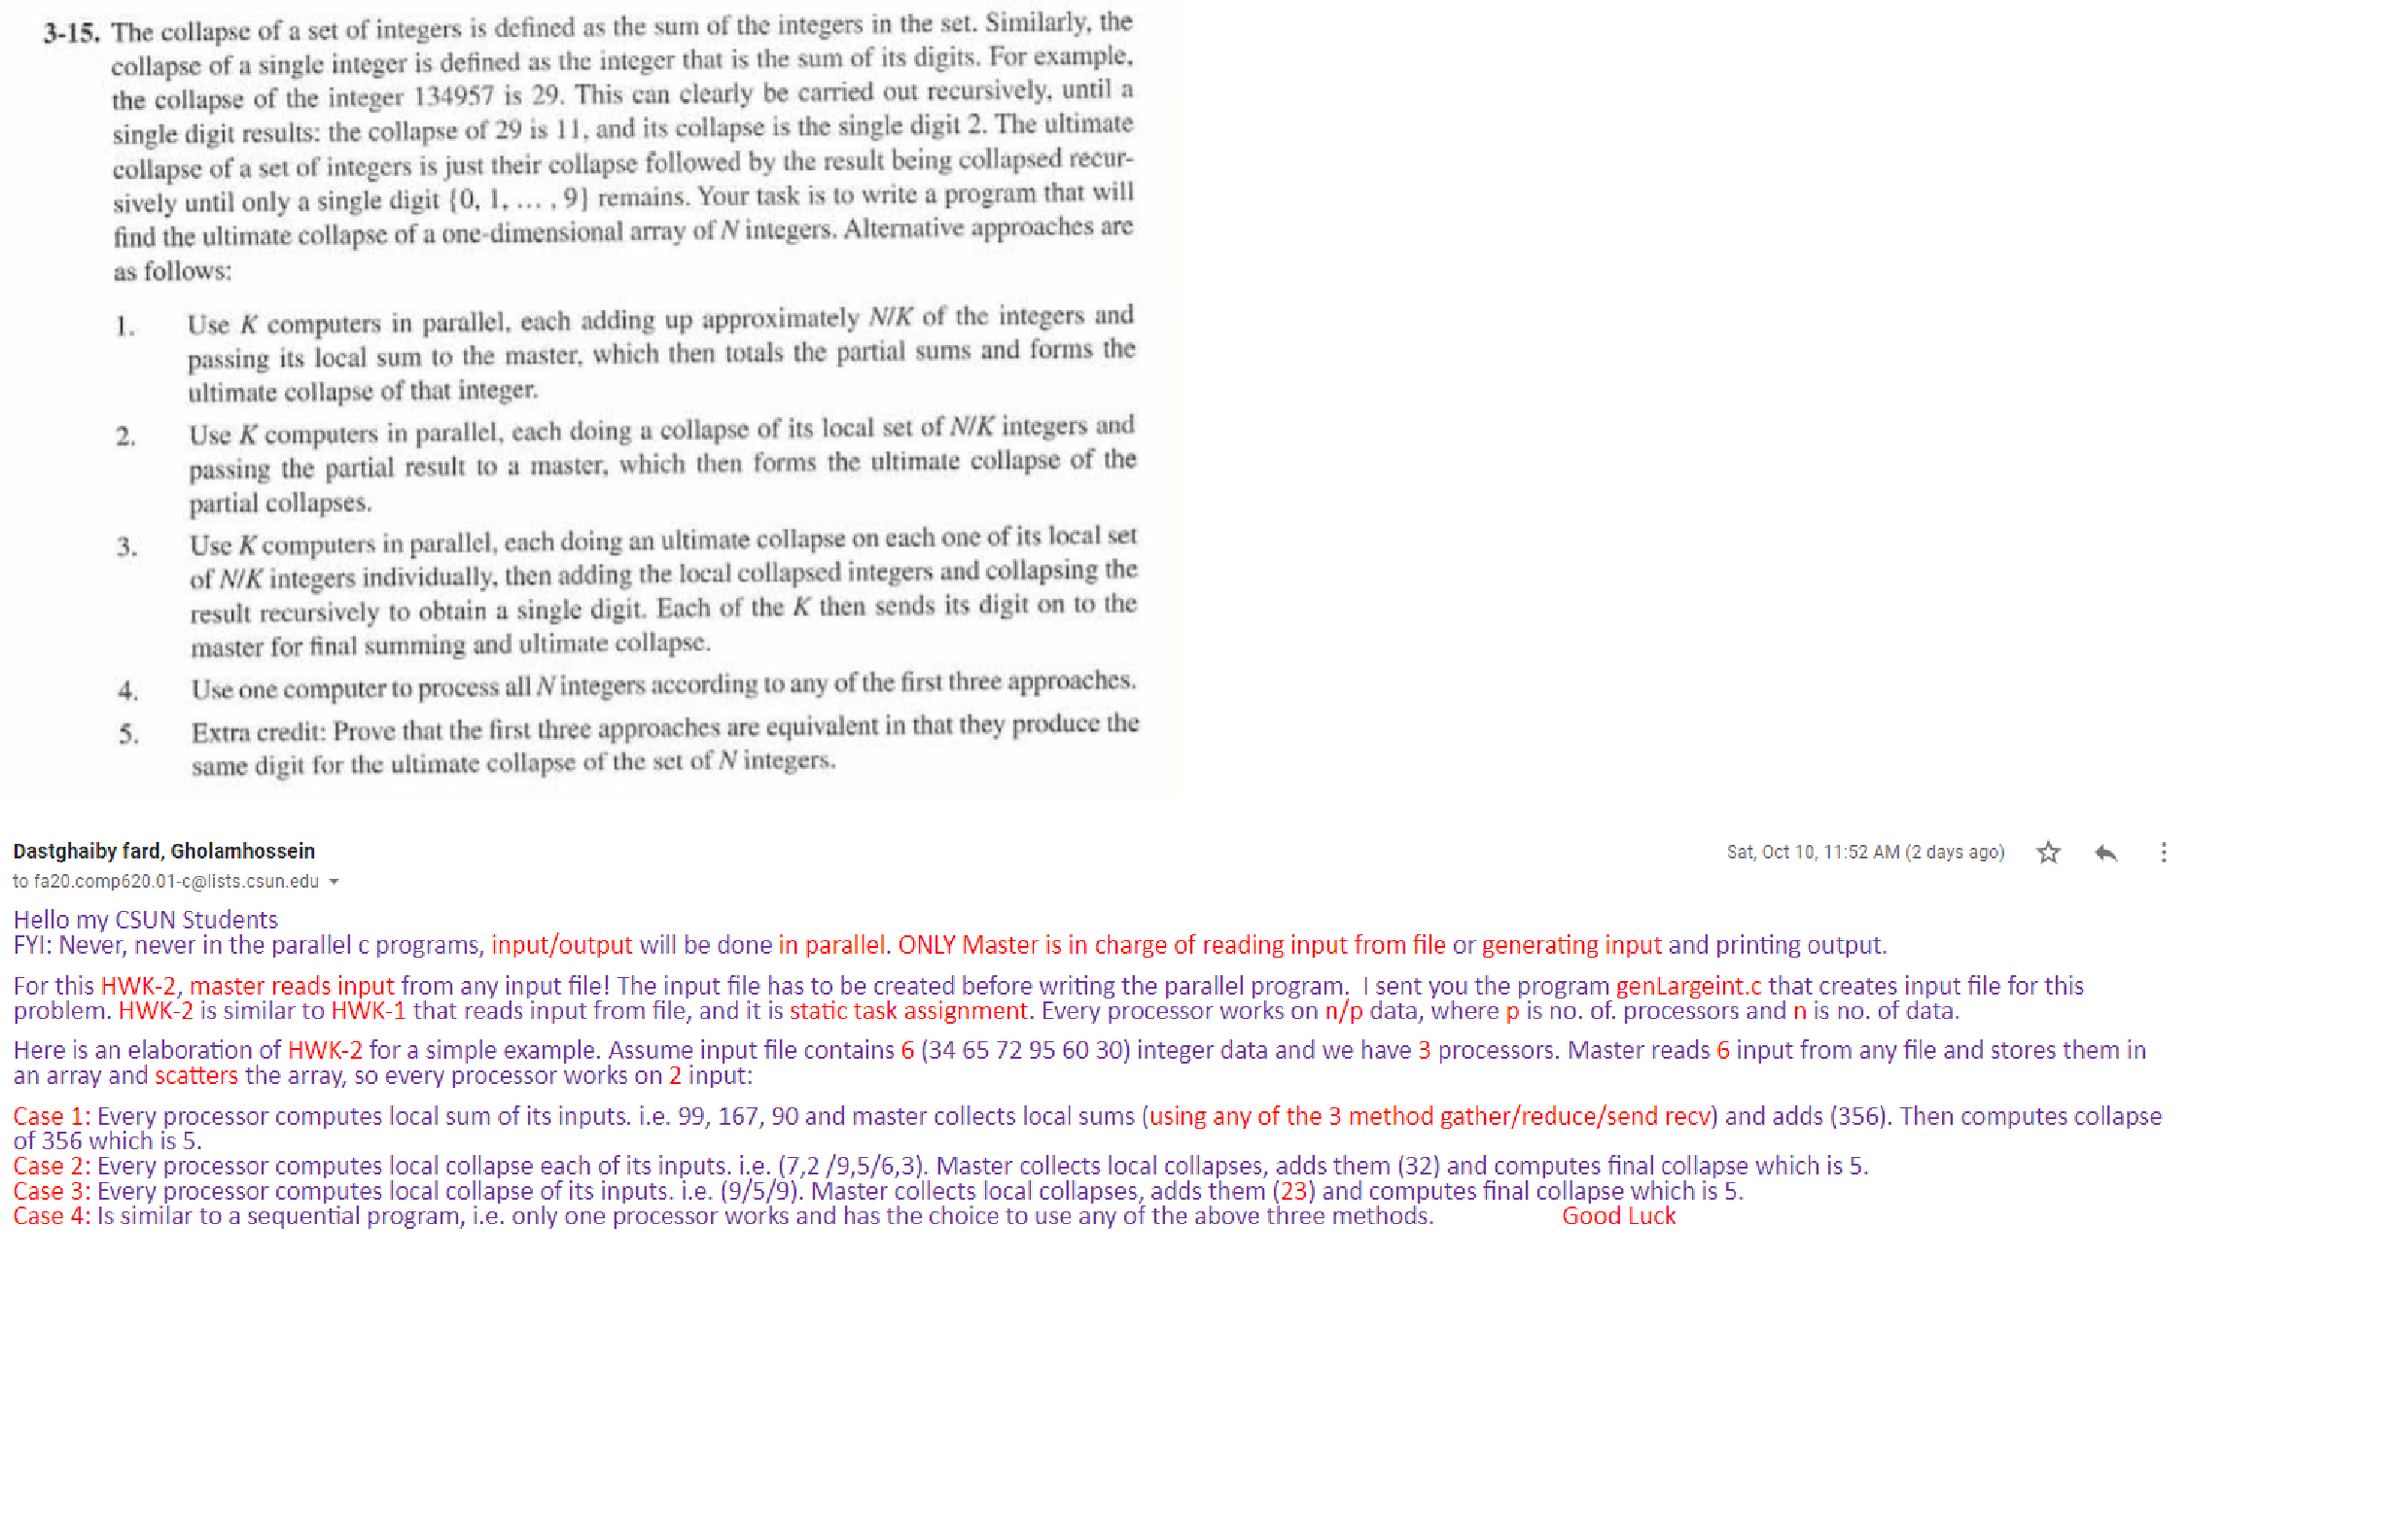 3-15. The collapse of a set of integers is defined as the sum of the integers in the set. Similarly, the
collapse of a single integer is defined as the integer that is the sum of its digits. For example,
the collapse of the integer 134957 is 29. This can clearly be carried out recursively, until a
single digit results: the collapse of 29 is 11, and its collapse is the single digit 2. The ultimate
collapse of a set of integers is just their collapse followed by the result being collapsed recur-
sively until only a single digit {0, 1, ... , 9} remains. Your task is to write a program that will
find the ultimate collapse of a one-dimensional array of N integers. Alternative approaches are
as follows:
1. Use K computers in parallel, each adding up approximately N/K of the integers and
passing its local sum to the master, which then totals the partial sums and forms the
ultimate collapse of that integer.
2. Use K computers in parallel, each doing a collapse of its local set of N/K integers and
passing the partial result to a master, which then forms the ultimate collapse of the
partial collapses.
3. Use K computers in parallel, each doing an ultimate collapse on each one of its local set
of N/K integers individually, then adding the local collapsed integers and collapsing the
result recursively to obtain a single digit. Each of the K then sends its digit on to the
master for final summing and ultimate collapse.
4. Use one computer to process all N integers according to any of the first three approaches.
5. Extra credit: Prove that the first three approaches are equivalent in that they produce the
same digit for the ultimate collapse of the set of N integers.
Dastghaiby fard, Gholamhossein
Sat, Oct 10, 11:52 AM (2 days ago)
to fa20.comp620.01-c@lists.csun.edu
Hello my CSUN Students
FYI: Never, never in the parallel c programs, input/output will be done in parallel. ONLY Master is in charge of reading input from file or generating input and printing output.
For this HWK-2, master reads input from any input file! The input file has to be created before writing the parallel program. I sent you the program genLargeint.c that creates input file for this
problem. HWK-2 is similar to HWK-1 that reads input from file, and it is static task assignment. Every processor works on n/p data, where p is no. of. processors and n is no. of data.
Here is an elaboration of HWK-2 for a simple example. Assume input file contains 6 (34 65 72 95 60 30) integer data and we have 3 processors. Master reads 6 input from any file and stores them in
an array and scatters the array, so every processor works on 2 input:
Case 1: Every processor computes local sum of its inputs. i.e. 99, 167, 90 and master collects local sums (using any of the 3 method gather/reduce/send recv) and adds (356). Then computes collapse
of 356 which is 5.
Case 2: Every processor computes local collapse each of its inputs. i.e. (7,2 /9,5/6,3). Master collects local collapses, adds them (32) and computes final collapse which is 5.
Case 3: Every processor computes local collapse of its inputs. i.e. (9/5/9). Master collects local collapses, adds them (23) and computes final collapse which is 5.
Case 4: Is similar to a sequential program, i.e. only one processor works and has the choice to use any of the above three methods. Good Luck